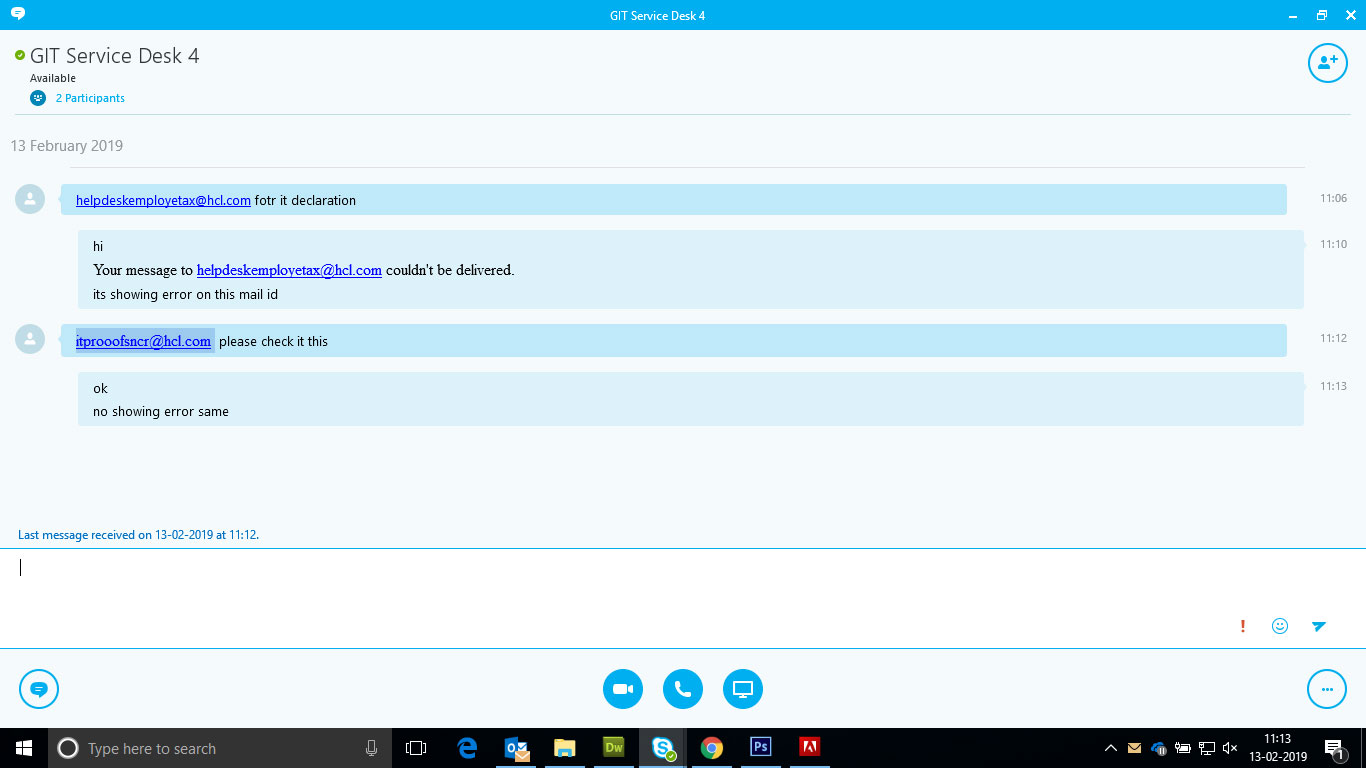 GIT Service Desk 4
GIT Service Desk 4
Available
2 Participants
13 February 2019
helpdeskemployetax@hcl.com fotr it declaration
11:06
hi
11:10
Your message to helpdeskemployetax@hcl.com couldn't be delivered.
its showing error on this mail id
itprooofsncr@hcl.com please check it this
11:12
ok
11:13
no showing error same
Last message received on 13-02-2019 at 11:12.
Type here to search
Dw
Ps
11:13
13-02-2019
1